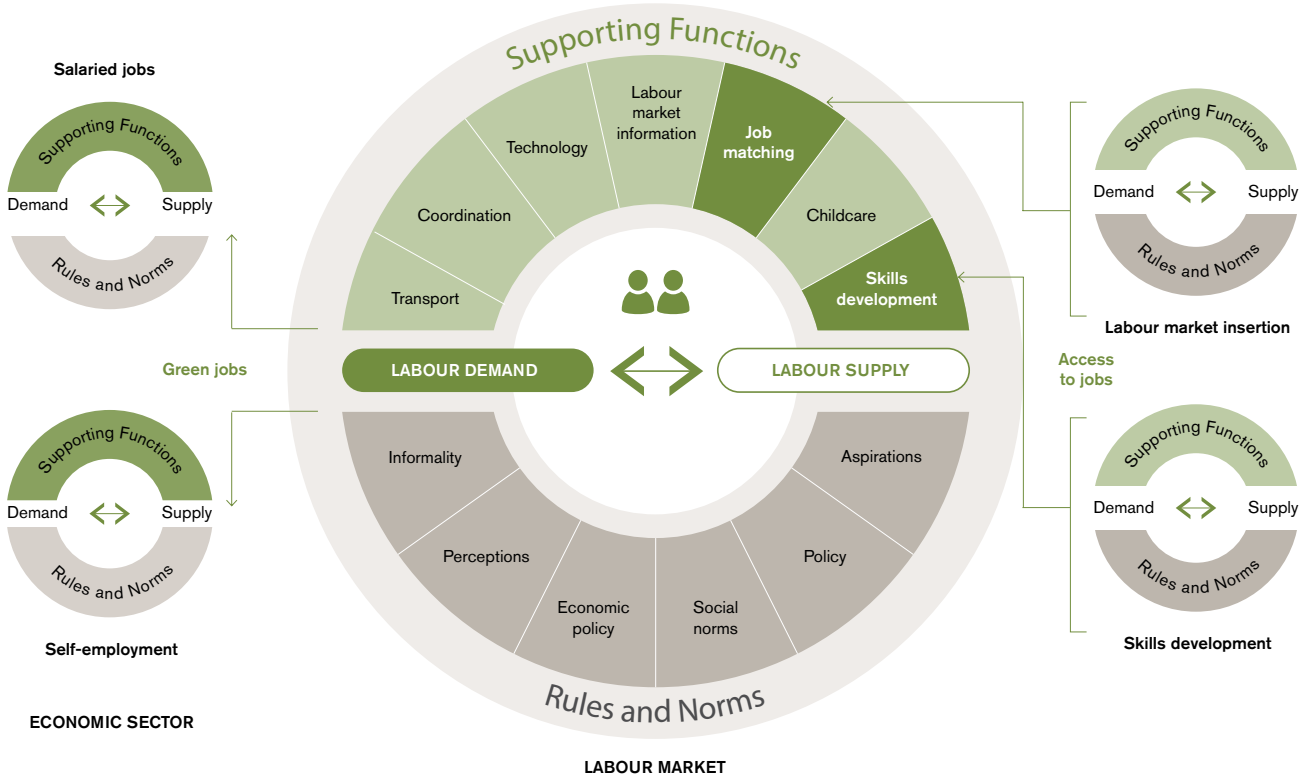 Salaried jobs
Supporting Functions
Demand
Supply
Rules and Norms
Green jobs
Supporting Functions
Demand
Supply
Rules and Norms
Self-employment
ECONOMIC SECTOR
Supporting Functions
Transport
Coordination
Technology
Labour
market
information
Job
matching
Childcare
Skills
development
LABOUR DEMAND
LABOUR SUPPLY
Informality
Perceptions
Economic
policy
Social
norms
Policy
Aspirations
Rules and Norms
LABOUR MARKET
Supporting Functions
Demand
Supply
Rules and Norms
Labour market insertion
Access
to jobs
Supporting Functions
Demand
Supply
Rules and Norms
Skills development